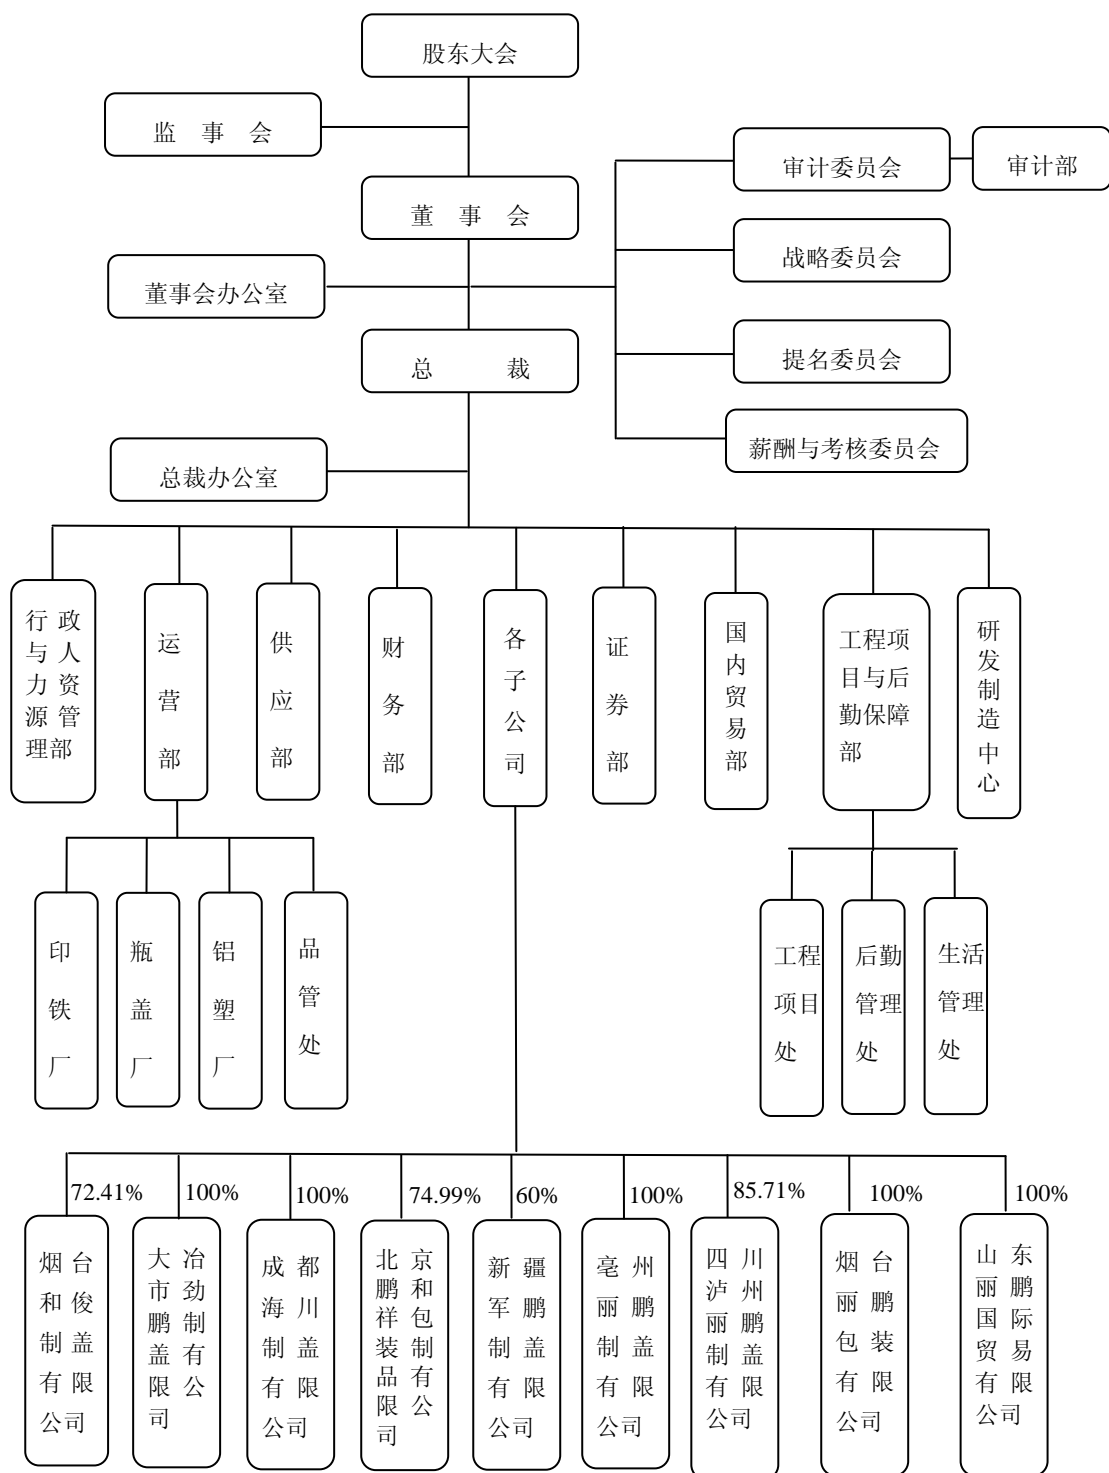 股东大会
监 事 会
审计委员会
审计部
董 事 会
战略委员会
董事会办公室
总 裁
提名委员会
薪酬与考核委员会
总裁办公室
行 政
与 人
力 资
源 管
理部
运
营
部
供
应
部
财
务
部
各
子
公
司
证
券
部
国
内
贸
易
部
工程项
目与后
勤保障
部
研
发
制
造
中
心
印
铁
厂
瓶
盖
厂
铝
塑
厂
品
管
处
工程
项目
处
后勤
管理
处
生活
管理
处
72.41%
100%
100%
74.99%
60%
100%
85.71%
100%
100%
烟 台
和 俊
制 盖
有 限
公司
大 冶
市 劲
鹏 制
盖 有
限 公
司
成 都
海 川
制 盖
有 限
公司
北 京
鹏 和
祥 包
装 制
品 有
限 公
司
新 疆
军 鹏
制 盖
有 限
公司
亳 州
丽 鹏
制 盖
有 限
公司
四 川
泸 州
丽 鹏
制 盖
有 限
公司
烟 台
丽 鹏
包 装
有 限
公司
山 东
丽 鹏
国 际
贸 易
有 限
公司